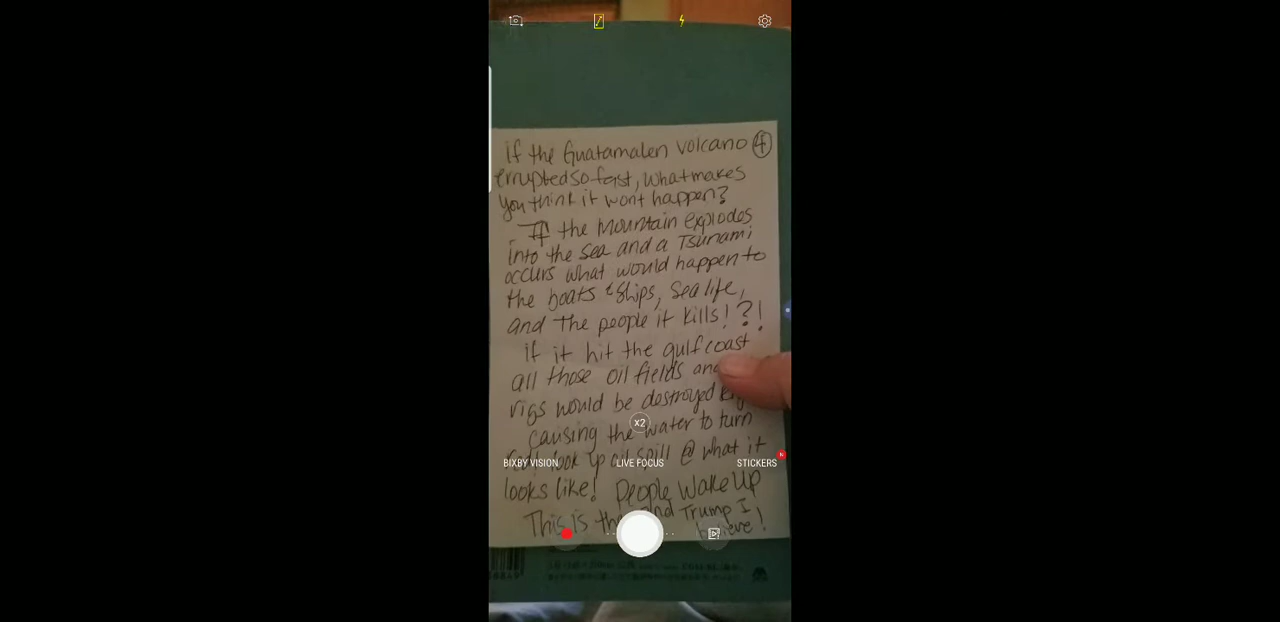 if the Guatamalen volcano ④
errupted so fast, what makes
you think it wont happen?
If the Mountain explodes
into the sea and a Tsunami
occurs what would happen to
the boats & ships, sea life,
and the people it kills!?!
if it hit the gulf coast
all those oil fields and
rigs would be destroyed
x2
causing the water to turn
look up oil spill @ what it
BIXBY VISION LIVE FOCUS STICKERS
looks like! People Wake Up
This is the 2nd Trump I
believe!